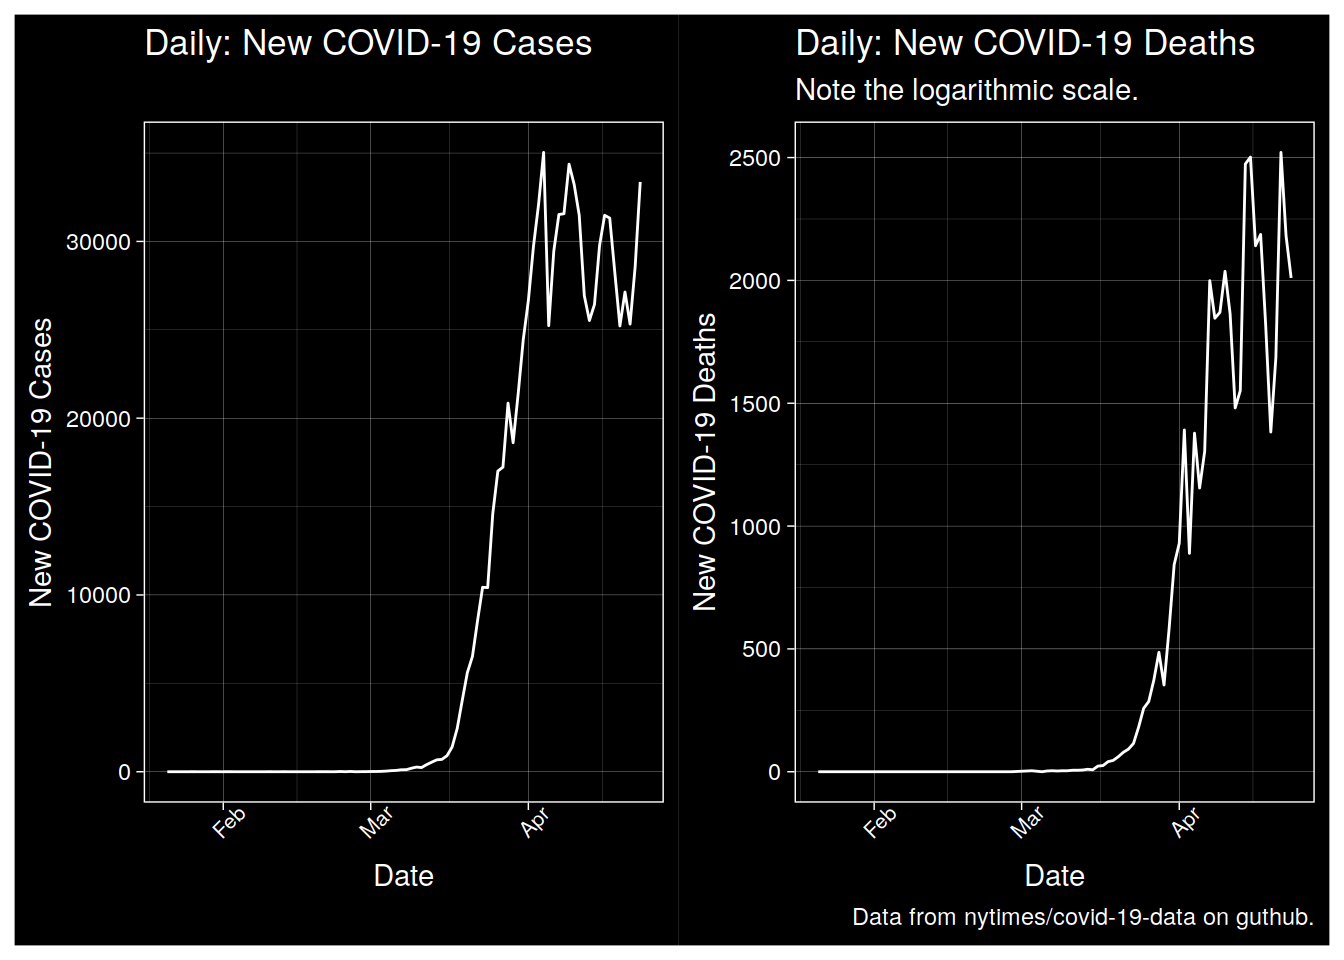 Daily: New COVID-19 Cases
New COVID-19 Cases
30000
20000
10000
0
Feb
Mar
Apr
Date
Daily: New COVID-19 Deaths
Note the logarithmic scale.
New COVID-19 Deaths
2500
2000
1500
1000
500
0
Feb
Mar
Apr
Date
Data from nytimes/covid-19-data on guthub.